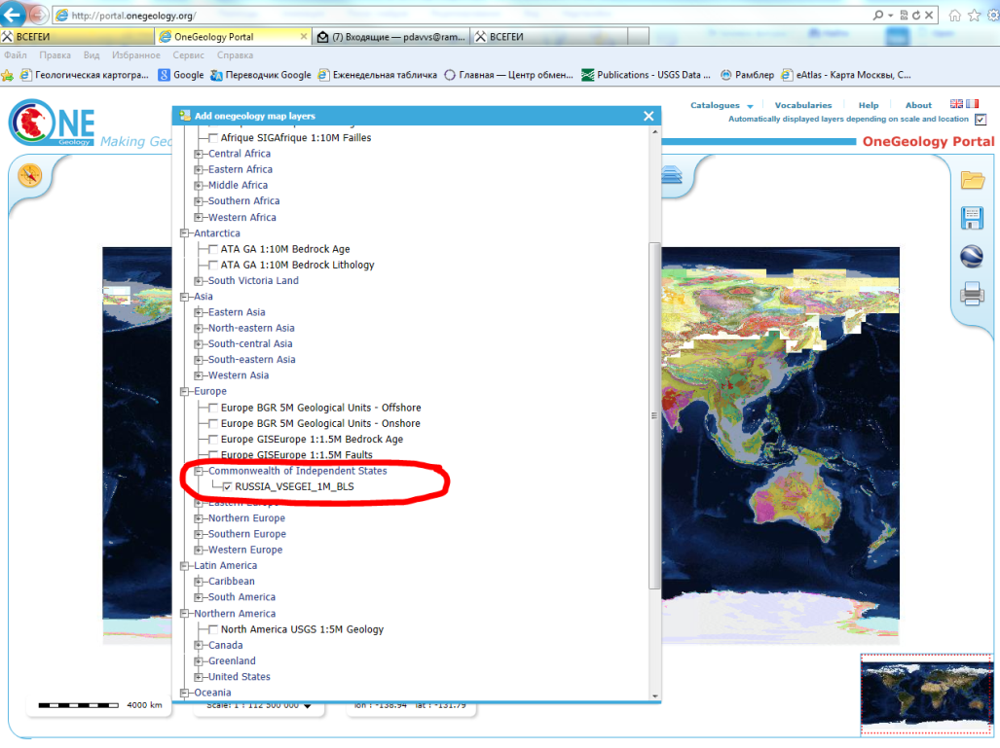 http://portal.onegeology.org/
ВСЕГЕИ
OneGeology Portal
(7) Входящие — pdavvs@ram...
ВСЕГЕИ
Файл Правка Вид Избранное Сервис Справка
Геологическая картогра... Google Переводчик Google Еженедельная табличка Главная — Центр обмен... Publications - USGS Data ... Рамблер eAtlas - Карта Москвы, С...
Catalogues Vocabularies Help About
Automatically displayed layers depending on scale and location
ONE
Geology
Making Geo
OneGeology Portal
Add onegeology map layers
Afrique SIGAfrique 1:10M Failles
Central Africa
Eastern Africa
Middle Africa
Southern Africa
Western Africa
Antarctica
ATA GA 1:10M Bedrock Age
ATA GA 1:10M Bedrock Lithology
South Victoria Land
Asia
Eastern Asia
North-eastern Asia
South-central Asia
South-eastern Asia
Western Asia
Europe
Europe BGR 5M Geological Units - Offshore
Europe BGR 5M Geological Units - Onshore
Europe GISEurope 1:1.5M Bedrock Age
Europe GISEurope 1:1.5M Faults
Commonwealth of Independent States
RUSSIA_VSEGEI_1M_BLS
Eastern Europe
Northern Europe
Southern Europe
Western Europe
Latin America
Caribbean
South America
Northern America
North America USGS 1:5M Geology
Canada
Greenland
United States
Oceania
4000 km
Scale: 1 : 112 500 000
lon : -138.94 lat : -131.79